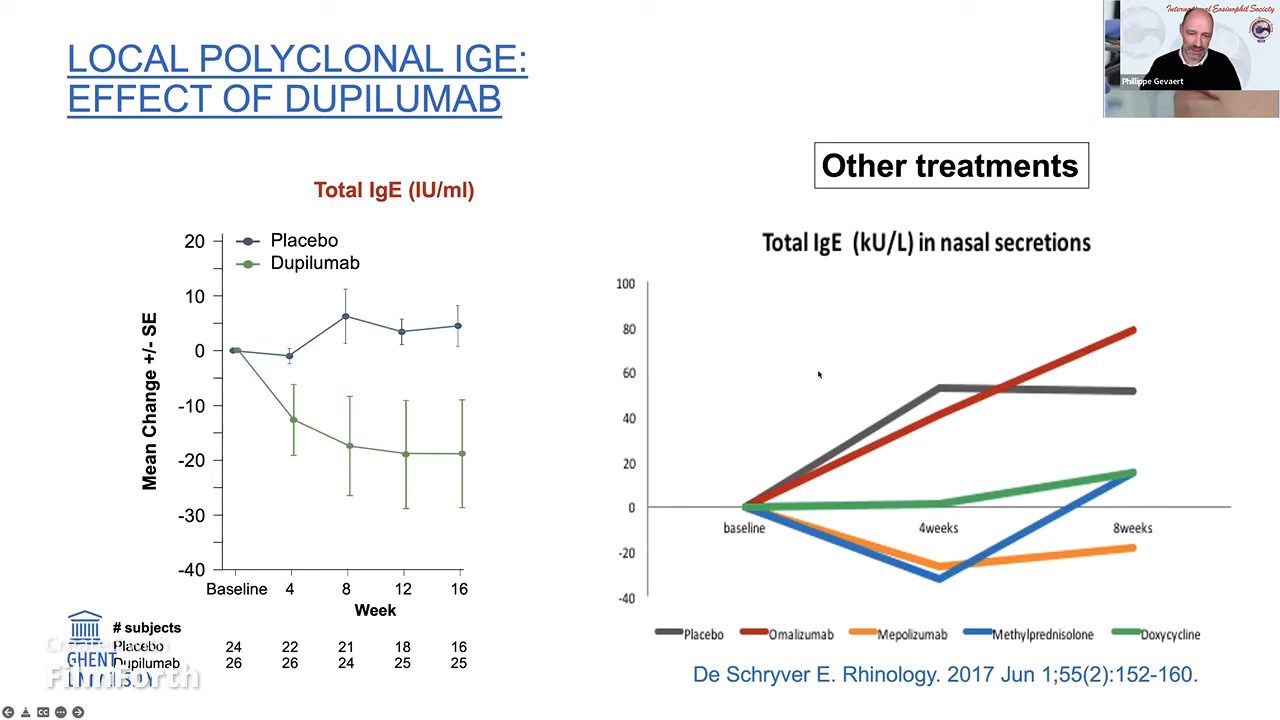 International Eosinophil Society
Philippe Gevaert
LOCAL POLYCLONAL IGE:
EFFECT OF DUPILUMAB
Other treatments
Total IgE (IU/ml)
Placebo
Dupilumab
Mean Change +/- SE
20
10
0
-10
-20
-30
-40
Baseline 4 8 12 16
Week
# subjects
Placebo 24 22 21 18 16
Dupilumab 26 26 24 25 25
GHENT
FilmForth
Total IgE (kU/L) in nasal secretions
100
80
60
40
20
0
-20
-40
baseline 4weeks 8weeks
Placebo Omalizumab Mepolizumab Methylprednisolone Doxycycline
De Schryver E. Rhinology. 2017 Jun 1;55(2):152-160.